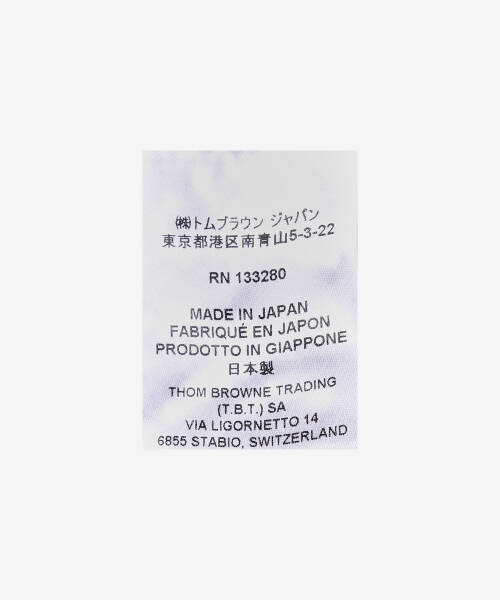 ㈱トムブラウン ジャパン
東京都港区南青山5-3-22
RN 133280
MADE IN JAPAN
FABRIQUÉ EN JAPON
PRODOTTO IN GIAPPONE
日本製
THOM BROWNE TRADING
(T.B.T.) SA
VIA LIGORNETTO 14
6855 STABIO, SWITZERLAND